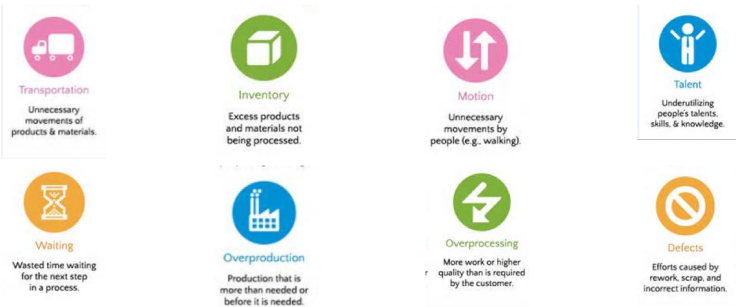 Transportation
Unnecessary
movements of
products & materials.
Inventory
Excess products
and materials not
being processed.
Motion
Unnecessary
movements by
people (e.g., walking).
Talent
Underutilizing
people's talents,
skills, & knowledge.
Waiting
Wasted time waiting
for the next step
in a process.
Overproduction
Production that is
more than needed or
before it is needed.
Overprocessing
More work or higher
quality than is required
by the customer.
Defects
Efforts caused by
rework, scrap, and
incorrect information.